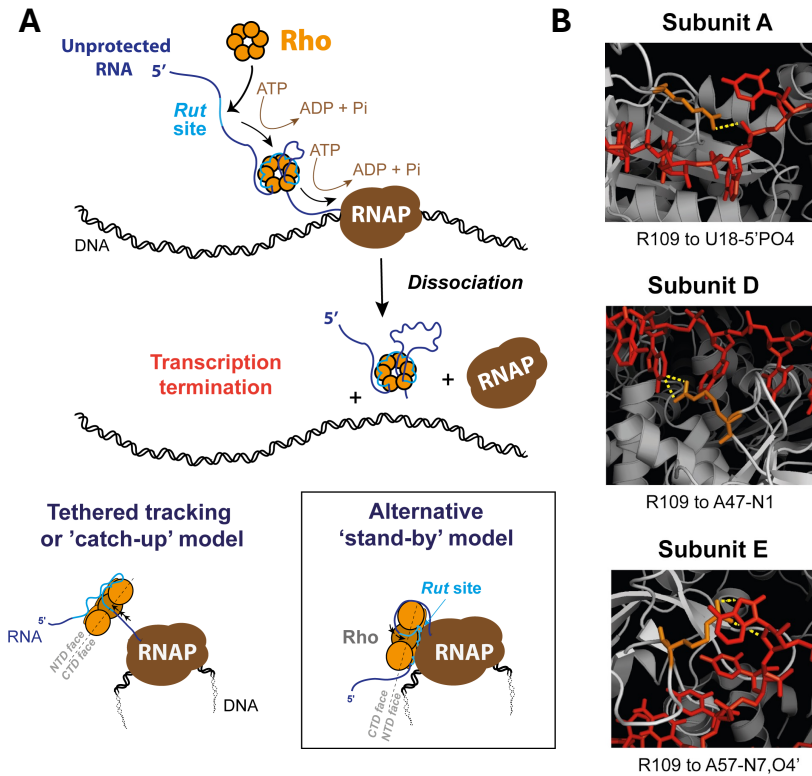 A
Rho
Unprotected
RNA
5’
Rut
site
ATP
ADP + Pi
ATP
ADP + Pi
RNAP
DNA
Dissociation
5’
Transcription
termination
+
+
RNAP
Tethered tracking
or ’catch-up’ model
RNA
NTD face
CTD face
RNAP
DNA
Alternative
‘stand-by’ model
Rut site
Rho
RNAP
5’
CTD face
NTD face
B
Subunit A
R109 to U18-5’PO4
Subunit D
R109 to A47-N1
Subunit E
R109 to A57-N7,O4’